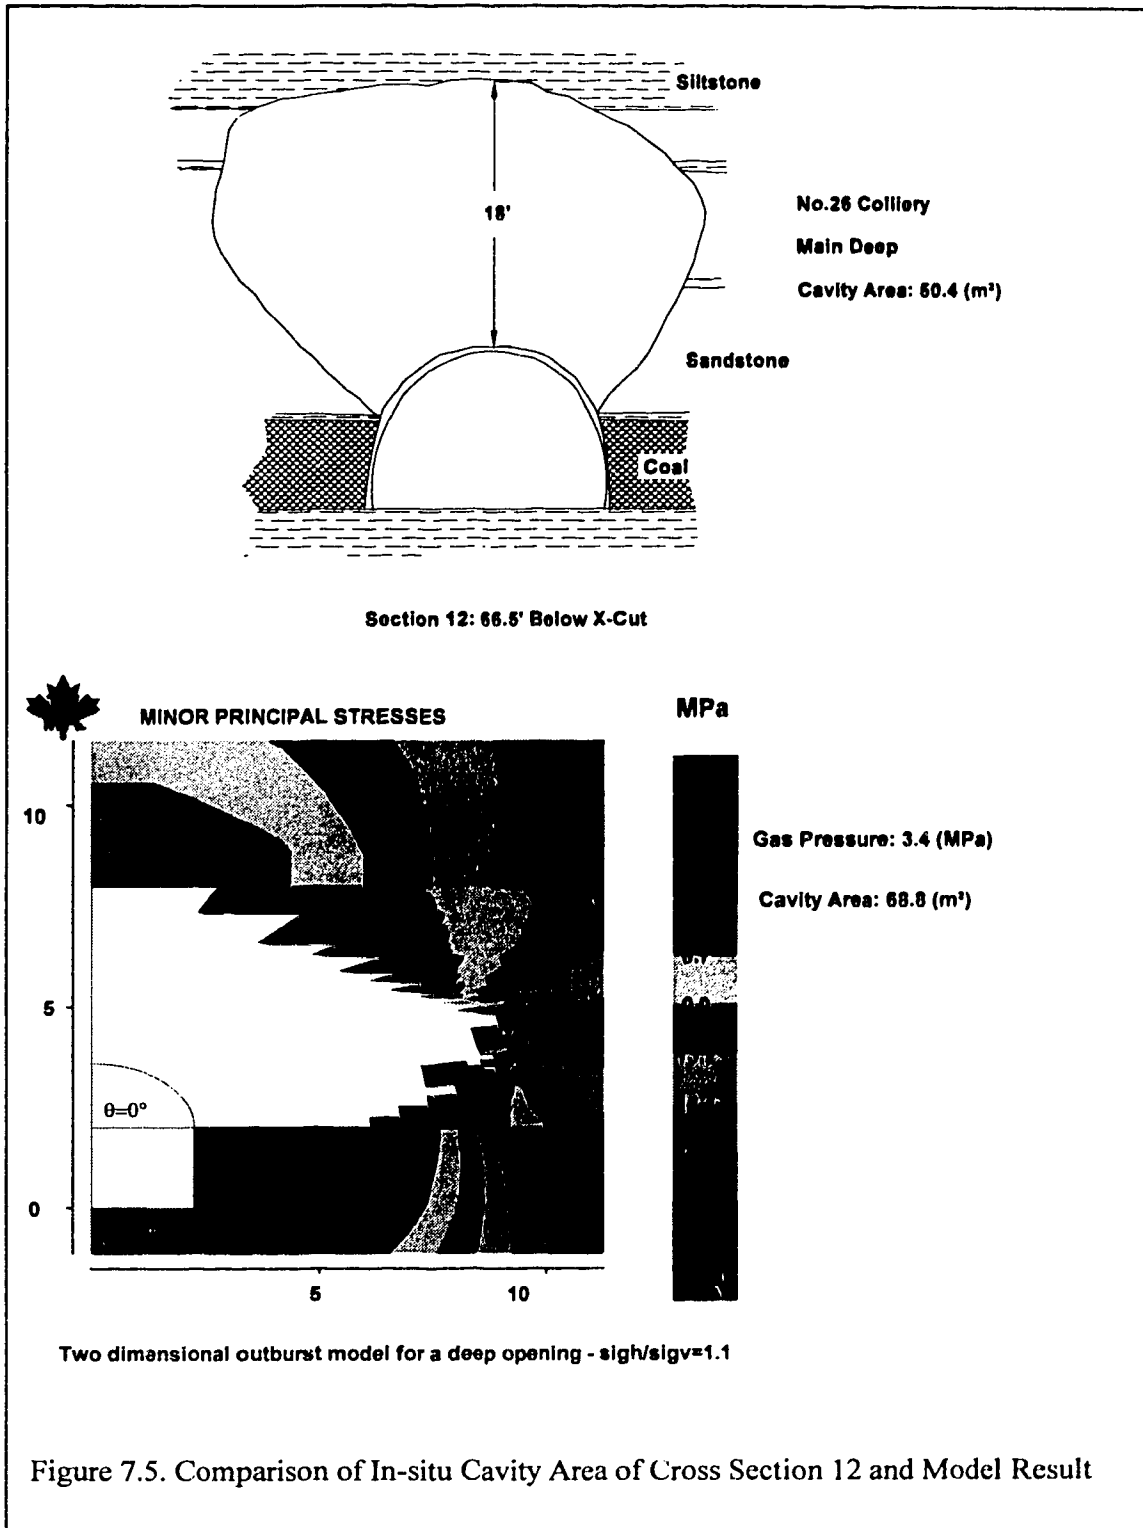 Siltstone
18'
No.26 Colliery
Main Deep
Cavity Area: 50.4 (m²)
Sandstone
Coal
Section 12: 66.5' Below X-Cut
MINOR PRINCIPAL STRESSES
MPa
10
Gas Pressure: 3.4 (MPa)
Cavity Area: 68.8 (m²)
5
θ=0°
0
5
10
Two dimensional outburst model for a deep opening - sigh/sigv=1.1
Figure 7.5. Comparison of In-situ Cavity Area of Cross Section 12 and Model Result